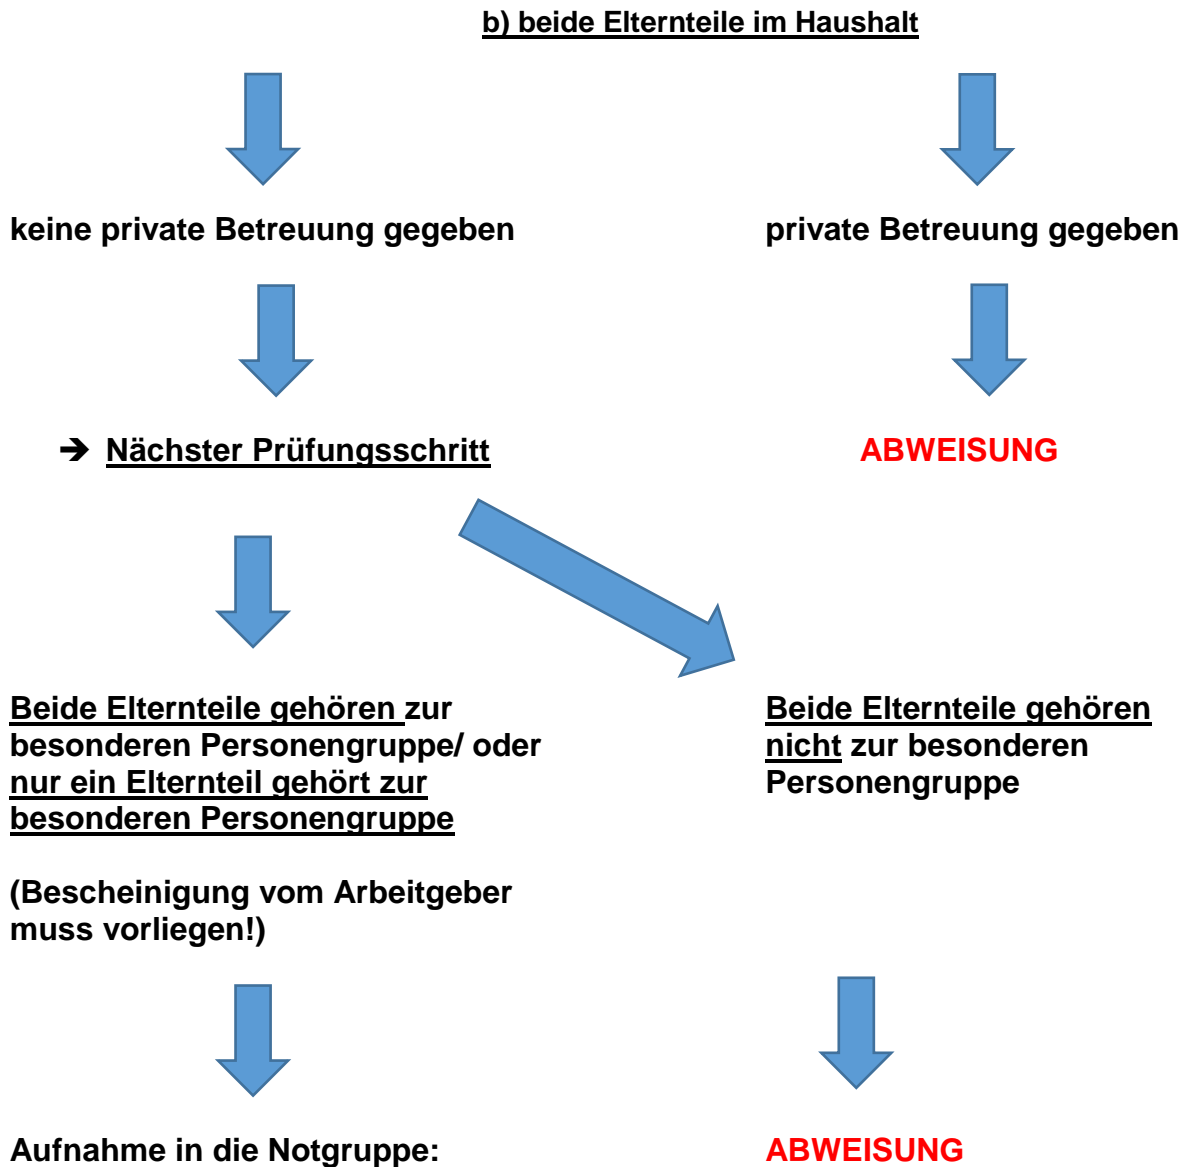 b) beide Elternteile im Haushalt
keine private Betreuung gegeben
private Betreuung gegeben
➔ Nächster Prüfungsschritt
ABWEISUNG
Beide Elternteile gehören zur
besonderen Personengruppe/ oder
nur ein Elternteil gehört zur
besonderen Personengruppe
(Bescheinigung vom Arbeitgeber
muss vorliegen!)
Beide Elternteile gehören
nicht zur besonderen
Personengruppe
Aufnahme in die Notgruppe:
ABWEISUNG